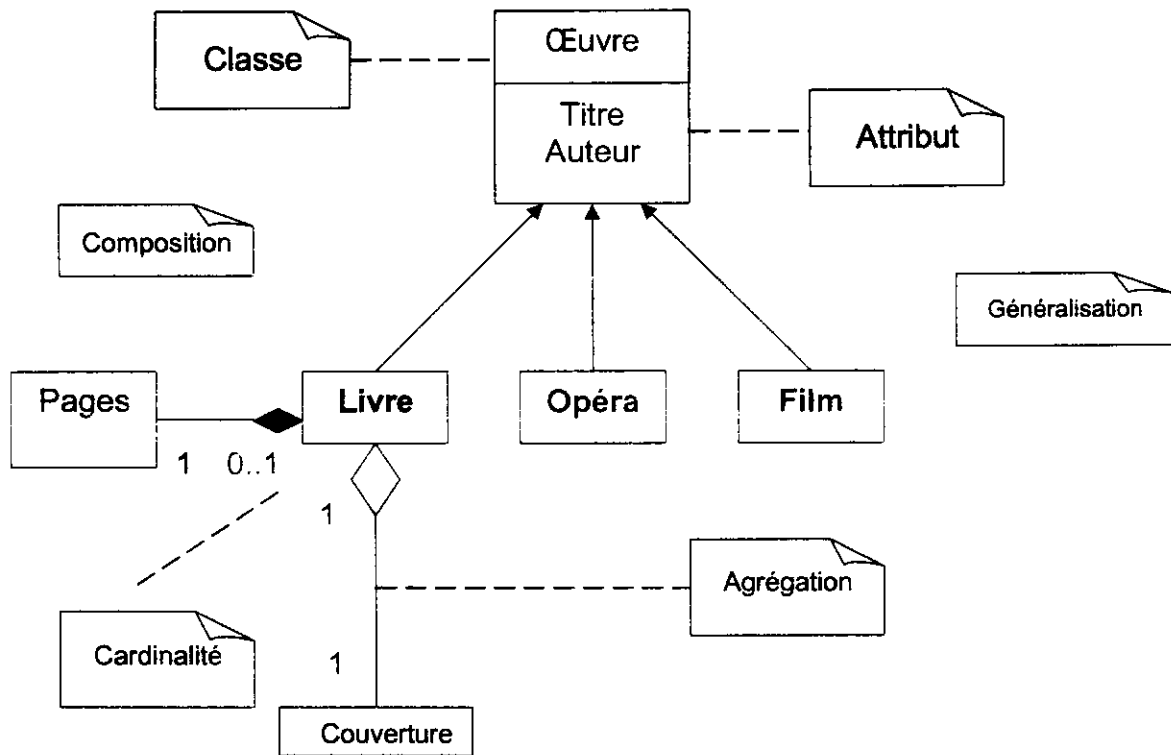 Classe
Œuvre
Titre
Auteur
Attribut
Composition
Généralisation
Pages
Livre
Opéra
Film
1
0..1
1
Agrégation
Cardinalité
1
Couverture